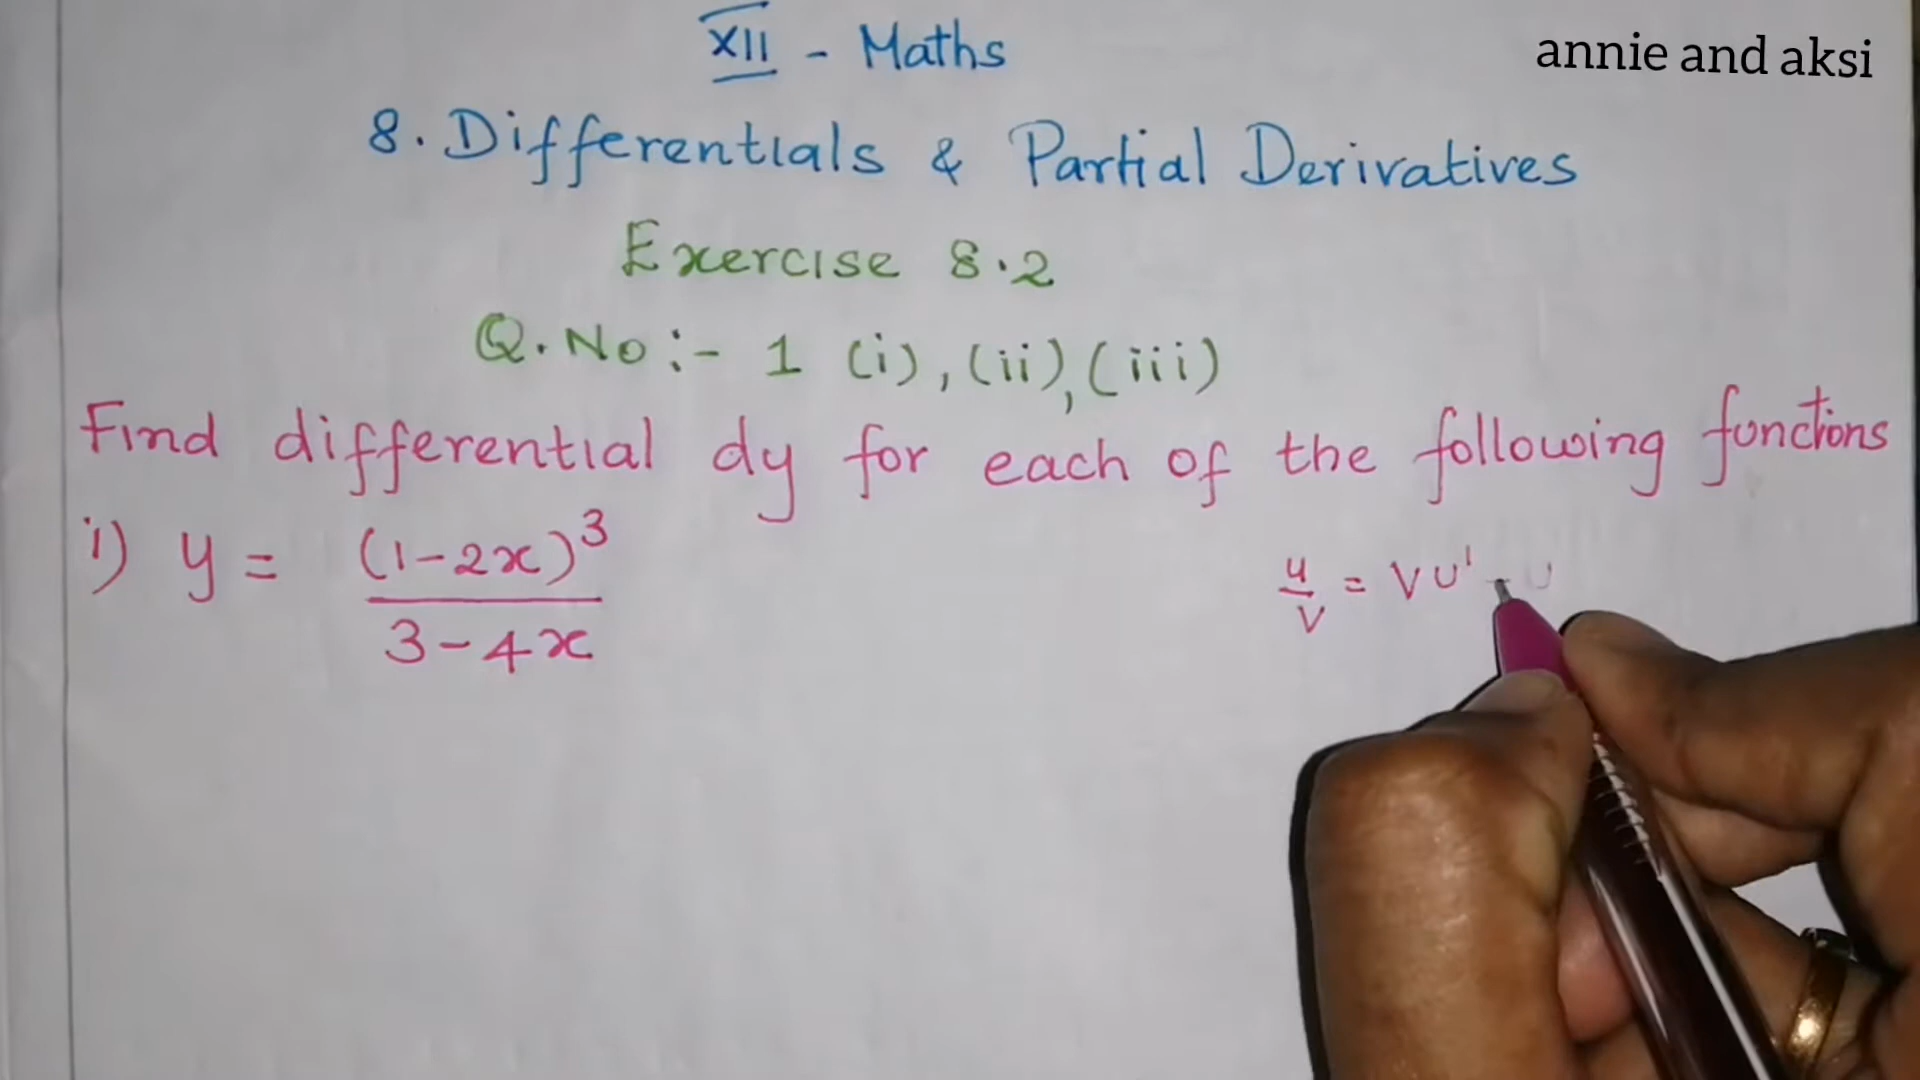 XII - Maths
annie and aksi
8. Differentials & Partial Derivatives
Exercise 8.2
Q. No :- 1 (i), (ii), (iii)
Find differential dy for each of the following functions
i) y = (1-2x)³ / 3-4x
u/v = VU' - U